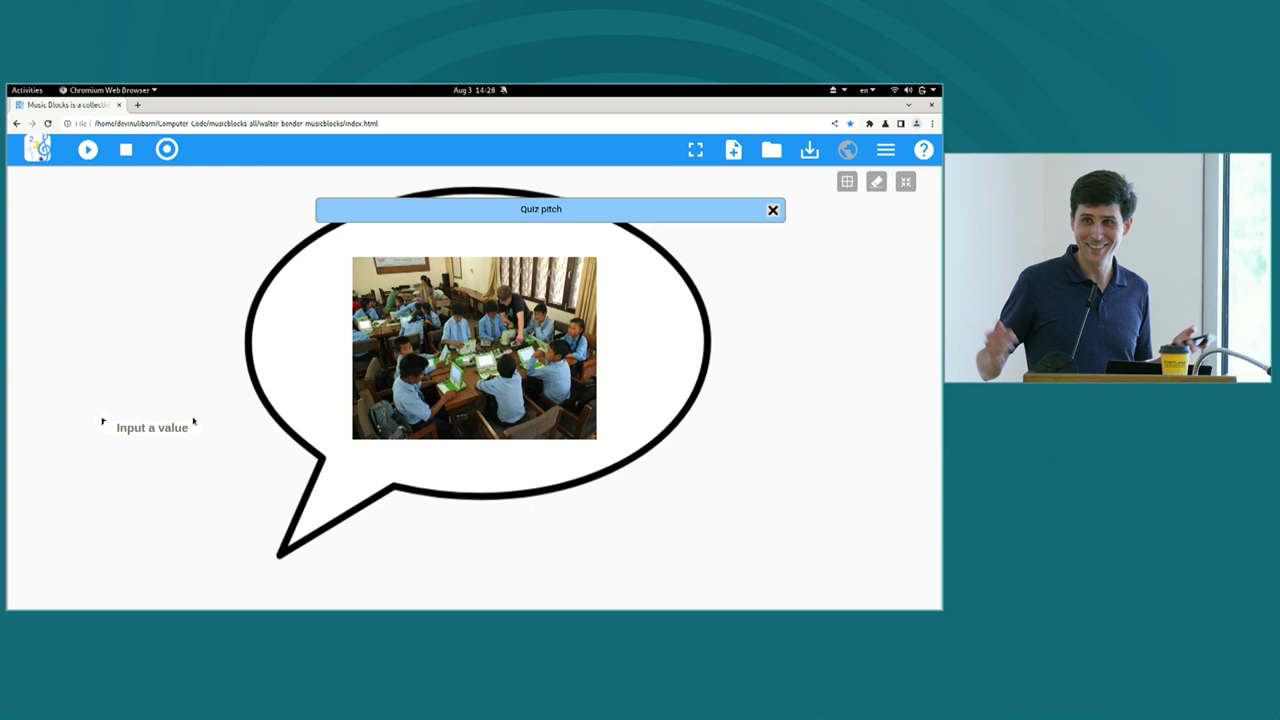 Activities
Chromium Web Browser
Aug 3 14:28
en
Music Blocks is a collectio
/home/devinulibarri/Computer Code/musicblocks all/walter bender musicblocks/index.html
Quiz pitch
Input a value